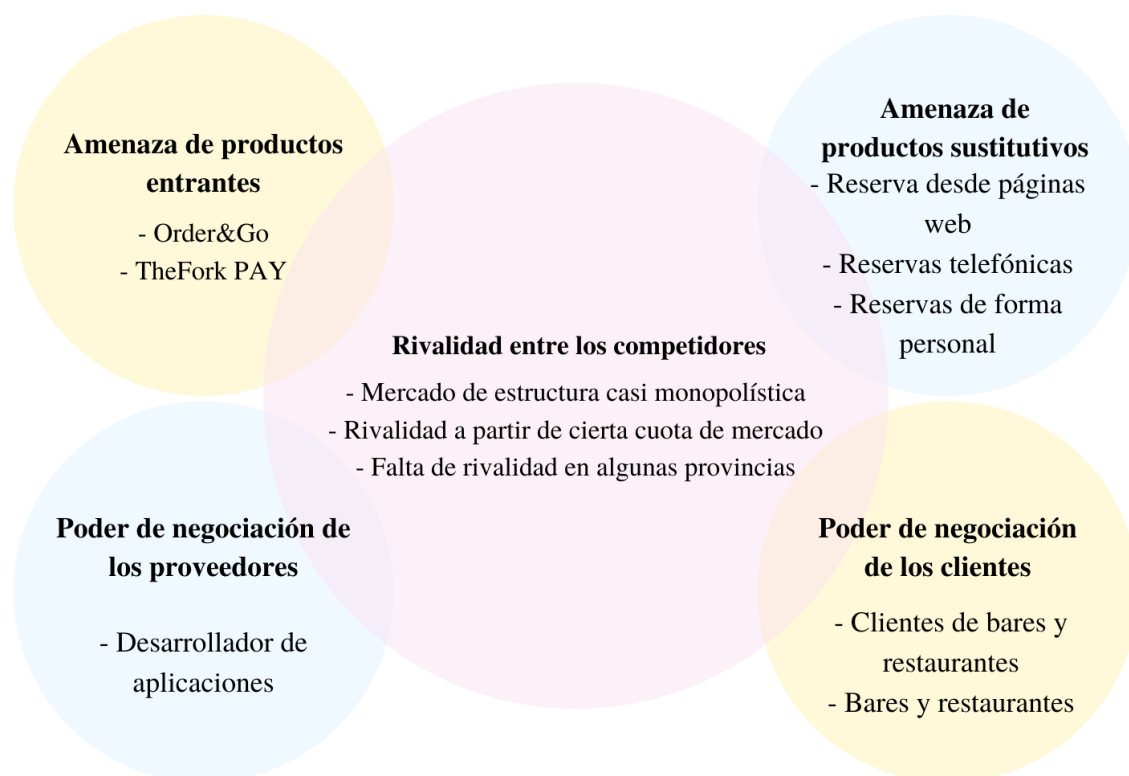 Amenaza de productos
entrantes
- Order&Go
- TheFork PAY
Amenaza de
productos sustitutivos
- Reserva desde páginas
web
- Reservas telefónicas
- Reservas de forma
personal
Rivalidad entre los competidores
- Mercado de estructura casi monopolística
- Rivalidad a partir de cierta cuota de mercado
- Falta de rivalidad en algunas provincias
Poder de negociación de
los proveedores
- Desarrollador de
aplicaciones
Poder de negociación
de los clientes
- Clientes de bares y
restaurantes
- Bares y restaurantes